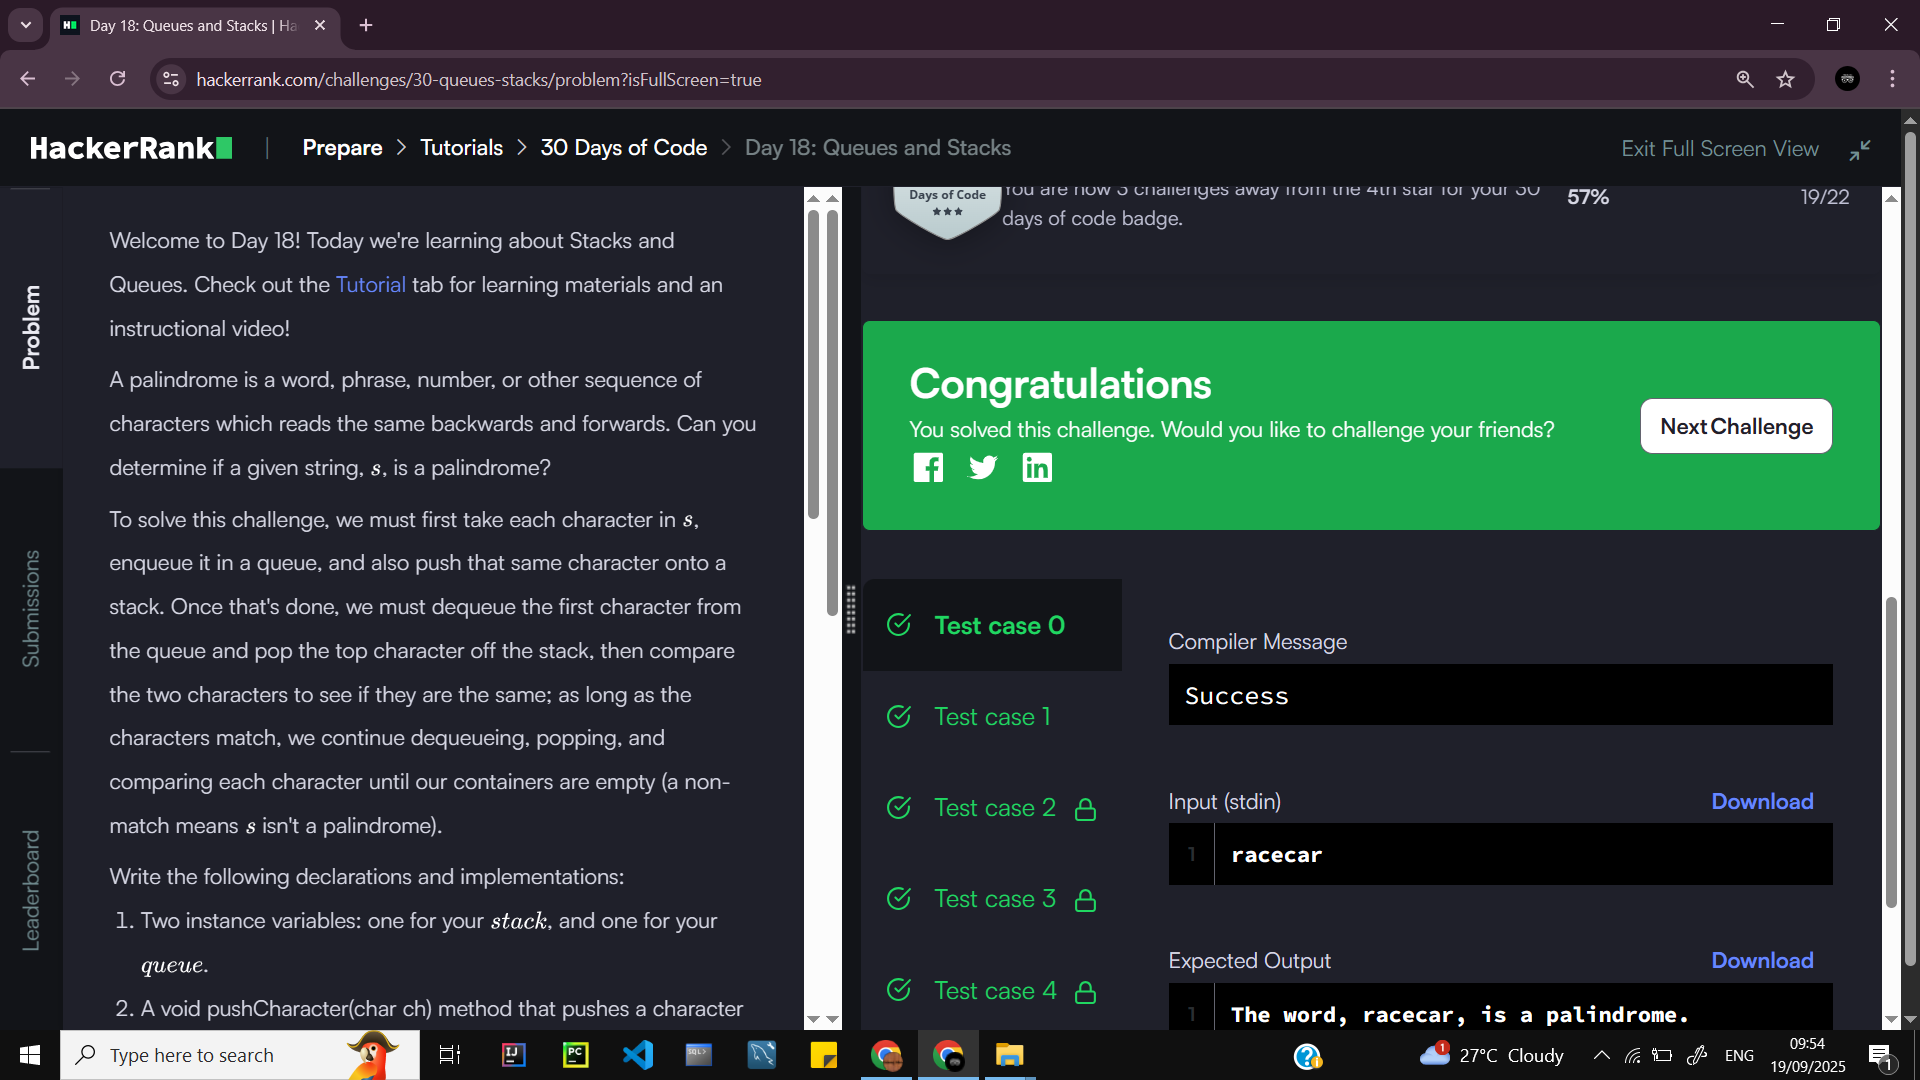 Day 18: Queues and Stacks | Ha
hackerrank.com/challenges/30-queues-stacks/problem?isFullScreen=true
HackerRank
Prepare > Tutorials > 30 Days of Code > Day 18: Queues and Stacks
Exit Full Screen View
Problem
Submissions
Leaderboard
Welcome to Day 18! Today we're learning about Stacks and
Queues. Check out the Tutorial tab for learning materials and an
instructional video!
A palindrome is a word, phrase, number, or other sequence of
characters which reads the same backwards and forwards. Can you
determine if a given string, s, is a palindrome?
To solve this challenge, we must first take each character in s,
enqueue it in a queue, and also push that same character onto a
stack. Once that's done, we must dequeue the first character from
the queue and pop the top character off the stack, then compare
the two characters to see if they are the same; as long as the
characters match, we continue dequeueing, popping, and
comparing each character until our containers are empty (a non-
match means s isn't a palindrome).
Write the following declarations and implementations:
1. Two instance variables: one for your stack, and one for your
queue.
2. A void pushCharacter(char ch) method that pushes a character
Days of Code
You are now 3 challenges away from the 4th star for your 30
days of code badge.
57%
19/22
Congratulations
You solved this challenge. Would you like to challenge your friends?
Next Challenge
Test case 0
Test case 1
Test case 2
Test case 3
Test case 4
Compiler Message
Success
Input (stdin)
Download
1
racecar
Expected Output
Download
1
The word, racecar, is a palindrome.
Type here to search
27°C Cloudy
ENG
09:54
19/09/2025